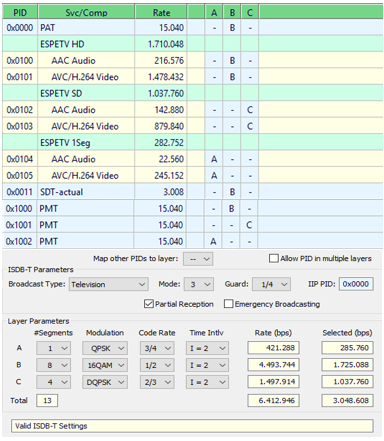 PID Svc/Comp Rate A B C
0x0000 PAT 15.040 - B -
ESPETV HD 1.710.048
0x0100 AAC Audio 216.576 - B -
0x0101 AVC/H.264 Video 1.478.432 - B -
ESPETV SD 1.037.760
0x0102 AAC Audio 142.880 - - C
0x0103 AVC/H.264 Video 879.840 - - C
ESPETV 1Seg 282.752
0x0104 AAC Audio 22.560 A - -
0x0105 AVC/H.264 Video 245.152 A - -
0x0011 SDT-actual 3.008 - B -
0x1000 PMT 15.040 - B -
0x1001 PMT 15.040 - - C
0x1002 PMT 15.040 A - -
Map other PIDs to layer: -- Allow PID in multiple layers
ISDB-T Parameters
Broadcast Type: Television Mode: 3 Guard: 1/4 IIP PID: 0x0000
Partial Reception Emergency Broadcasting
Layer Parameters
#Segments Modulation Code Rate Time Intlv Rate (bps) Selected (bps)
A 1 QPSK 3/4 I = 2 421.288 285.760
B 8 16QAM 1/2 I = 2 4.493.744 1.725.088
C 4 DQPSK 2/3 I = 2 1.497.914 1.037.760
Total 13 6.412.946 3.048.608
Valid ISDB-T Settings